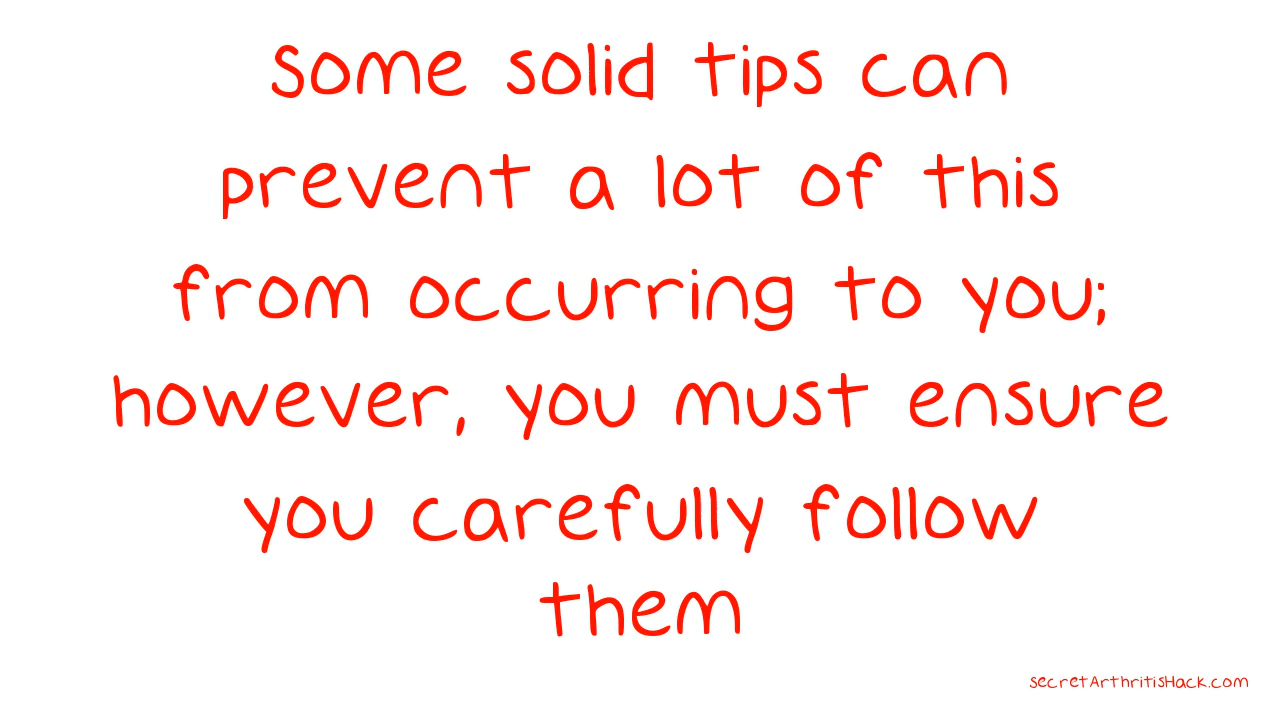 Some solid tips can
prevent a lot of this
from occurring to you;
however, you must ensure
you carefully follow
them
secretArthritisHack.com